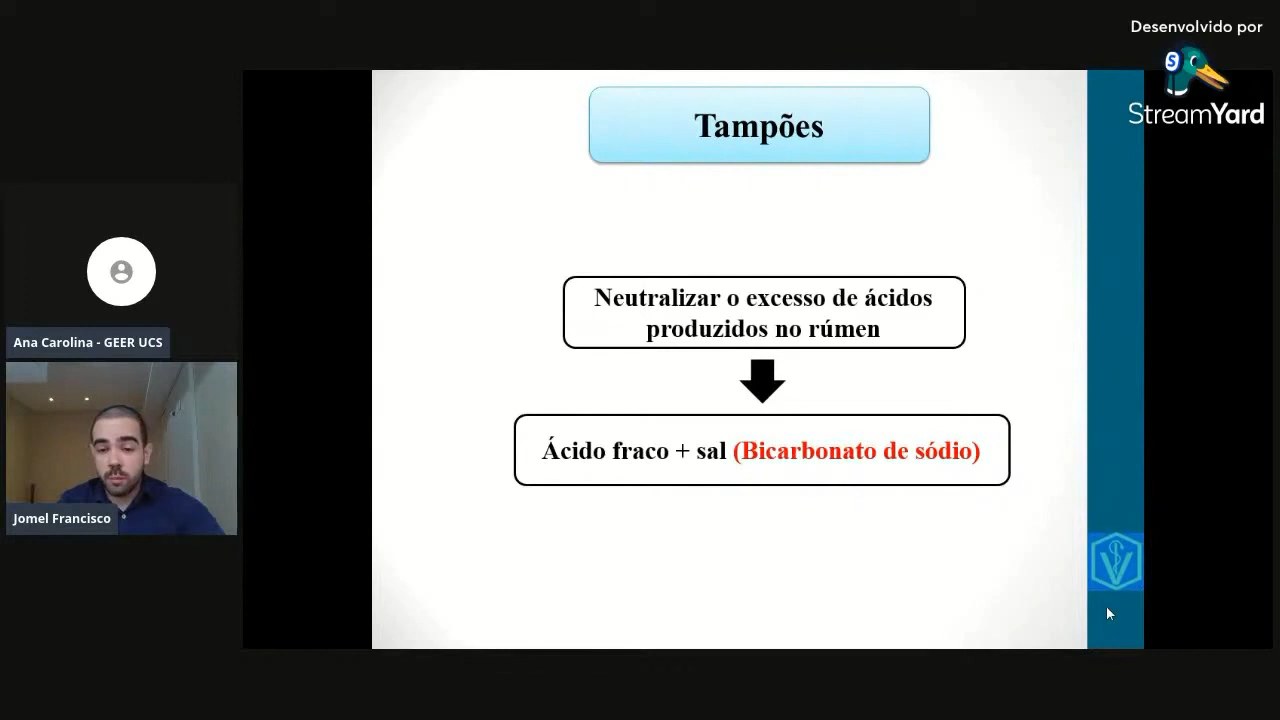 Desenvolvido por
StreamYard
Tampões
Neutralizar o excesso de ácidos
produzidos no rúmen
Ácido fraco + sal (Bicarbonato de sódio)
Ana Carolina - GEER UCS
Jomel Francisco